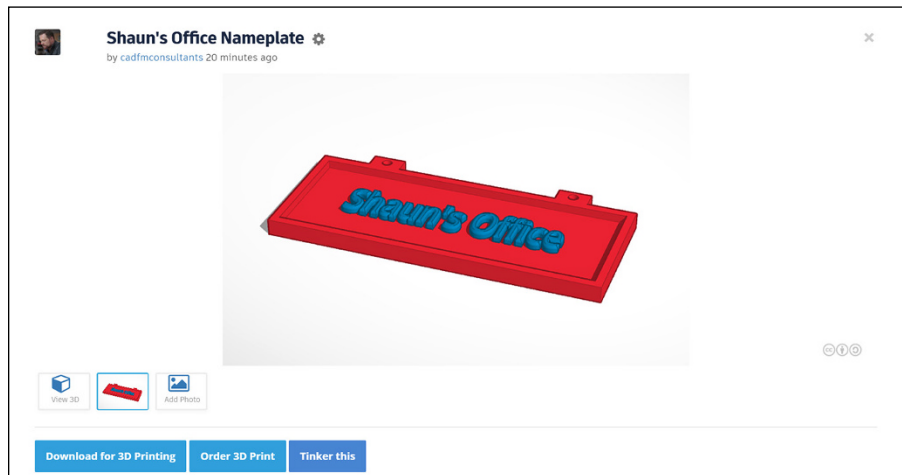 Shaun's Office Nameplate
by cadfmconsultants 20 minutes ago
Shaun's Office
View 3D
Add Photo
Download for 3D Printing
Order 3D Print
Tinker this